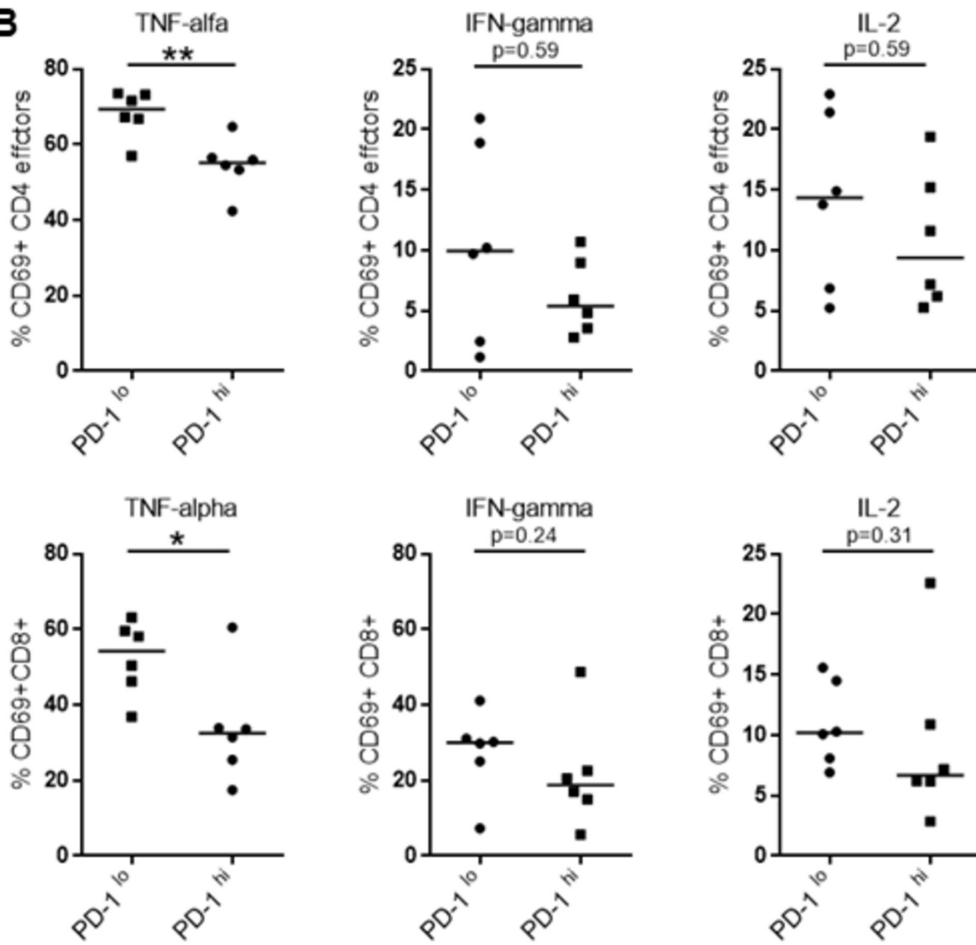 B
TNF-alfa
**
% CD69+ CD4 effctors
80
60
40
20
0
PD-1 lo
PD-1 hi
IFN-gamma
p=0.59
% CD69+ CD4 effctors
25
20
15
10
5
0
PD-1 lo
PD-1 hi
IL-2
p=0.59
% CD69+ CD4 effctors
25
20
15
10
5
0
PD-1 lo
PD-1 hi
TNF-alpha
*
% CD69+CD8+
80
60
40
20
0
PD-1 lo
PD-1 hi
IFN-gamma
p=0.24
% CD69+ CD8+
80
60
40
20
0
PD-1 lo
PD-1 hi
IL-2
p=0.31
% CD69+ CD8+
25
20
15
10
5
0
PD-1 lo
PD-1 hi